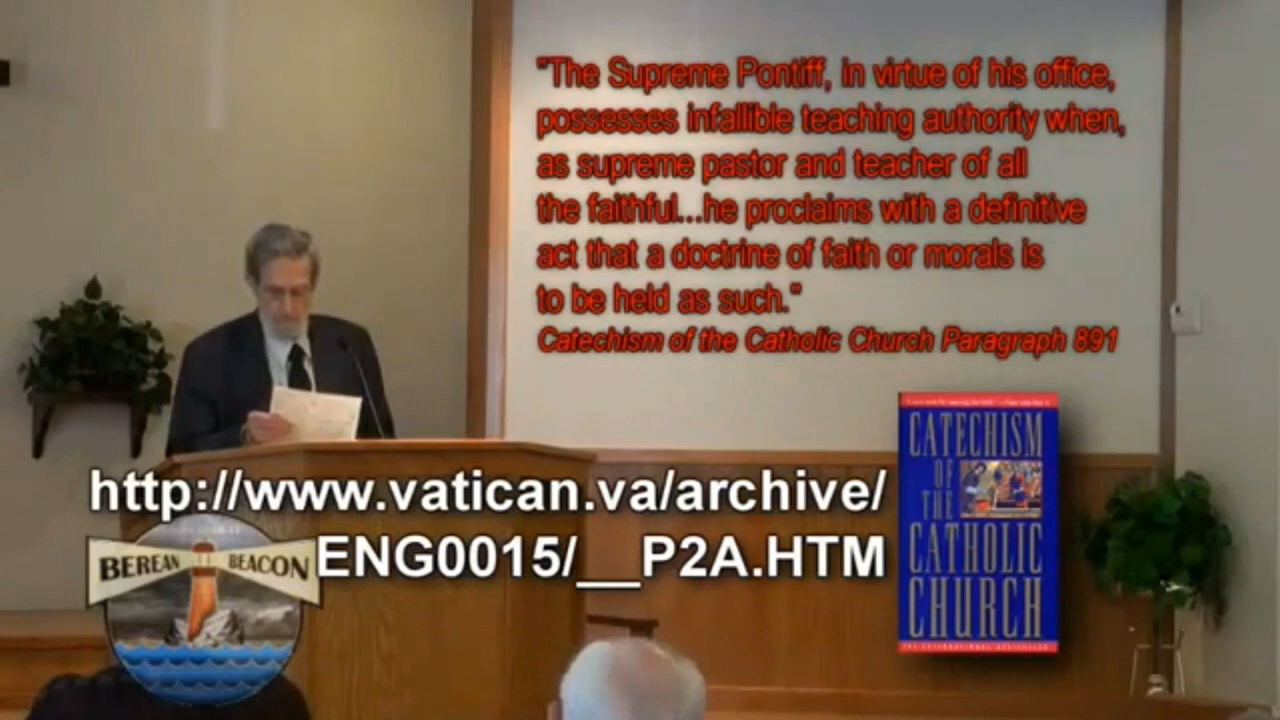 "The Supreme Pontiff, in virtue of his office,
possesses infallible teaching authority when,
as supreme pastor and teacher of all
the faithful...he proclaims with a definitive
act that a doctrine of faith or morals is
to be held as such."
Catechism of the Catholic Church Paragraph 891
http://www.vatican.va/archive/
ENG0015/__P2A.HTM
BEREAN BEACON
CATECHISM
OF
THE
CATHOLIC
CHURCH